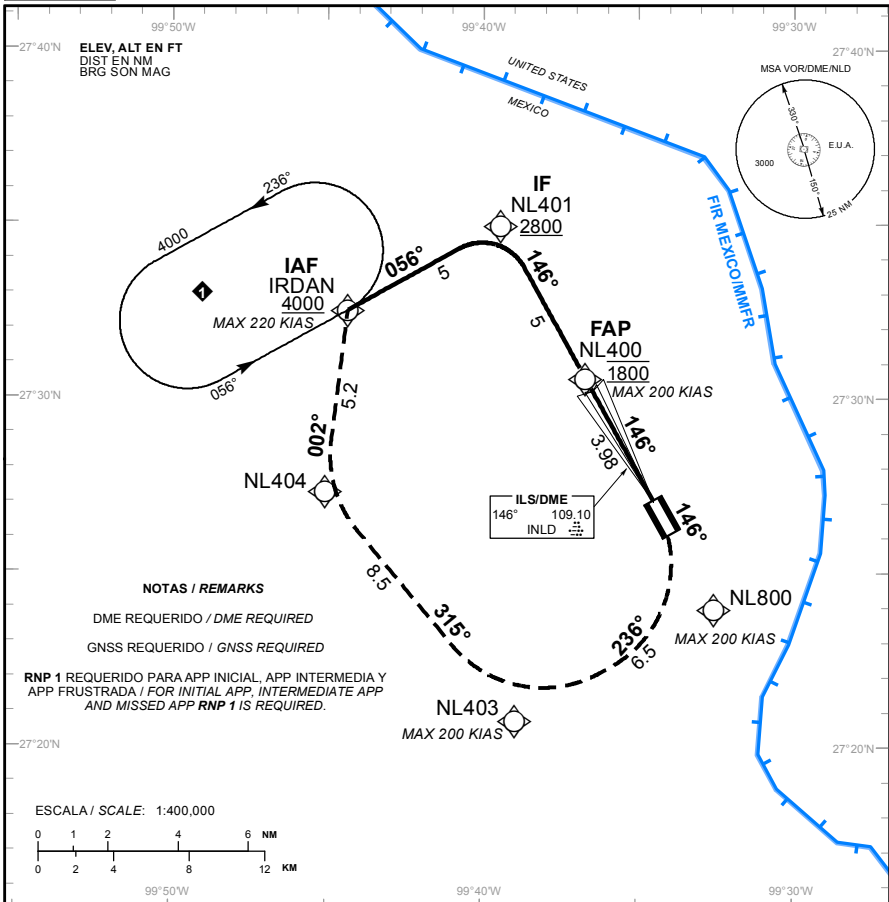 99°50'W
99°40'W
99°30'W
27°40'N
27°40'N
ELEV, ALT EN FT
DIST EN NM
BRG SON MAG
UNITED STATES
MEXICO
MSA VOR/DME/NLD
330°
E.U.A.
3000
150°
25 NM
FIR MEXICO/MMFR
236°
4000
1
056°
IAF
IRDAN
4000
MAX 220 KIAS
056°
5
IF
NL401
2800
146°
5
FAP
NL400
1800
MAX 200 KIAS
27°30'N
27°30'N
146°
3.98
5.2
002°
NL404
ILS/DME
146° 109.10
INLD
146°
NL800
MAX 200 KIAS
8.5
315°
236°
6.5
NL403
MAX 200 KIAS
NOTAS / REMARKS
DME REQUERIDO / DME REQUIRED
GNSS REQUERIDO / GNSS REQUIRED
RNP 1 REQUERIDO PARA APP INICIAL, APP INTERMEDIA Y
APP FRUSTRADA / FOR INITIAL APP, INTERMEDIATE APP
AND MISSED APP RNP 1 IS REQUIRED.
27°20'N
27°20'N
ESCALA / SCALE: 1:400,000
0 1 2 4 6 NM
0 2 4 8 12 KM
99°50'W
99°40'W
99°30'W